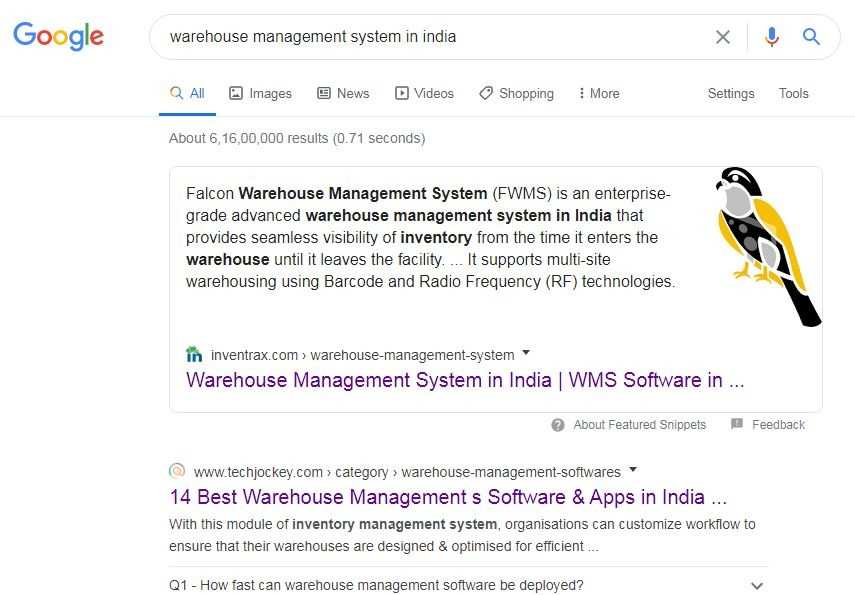 Google
warehouse management system in india
All Images News Videos Shopping More Settings Tools
About 6,16,00,000 results (0.71 seconds)
Falcon Warehouse Management System (FWMS) is an enterprise-
grade advanced warehouse management system in India that
provides seamless visibility of inventory from the time it enters the
warehouse until it leaves the facility. ... It supports multi-site
warehousing using Barcode and Radio Frequency (RF) technologies.
in inventrax.com › warehouse-management-system
Warehouse Management System in India | WMS Software in ...
About Featured Snippets Feedback
www.techjockey.com › category › warehouse-management-softwares
14 Best Warehouse Management s Software & Apps in India ...
With this module of inventory management system, organisations can customize workflow to
ensure that their warehouses are designed & optimised for efficient ...
Q1 - How fast can warehouse management software be deployed?